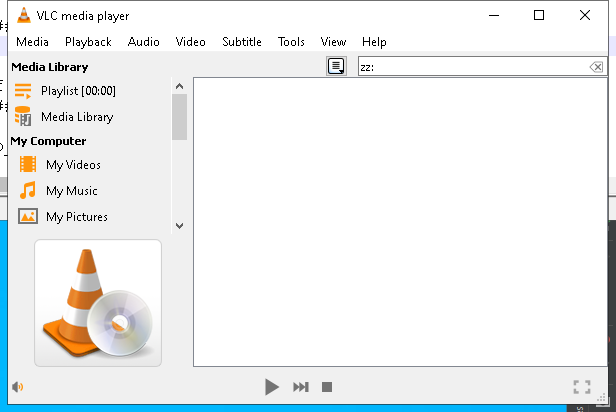 VLC media player
Media Playback Audio Video Subtitle Tools View Help
Media Library
zz:
Playlist [00:00]
Media Library
My Computer
My Videos
My Music
My Pictures